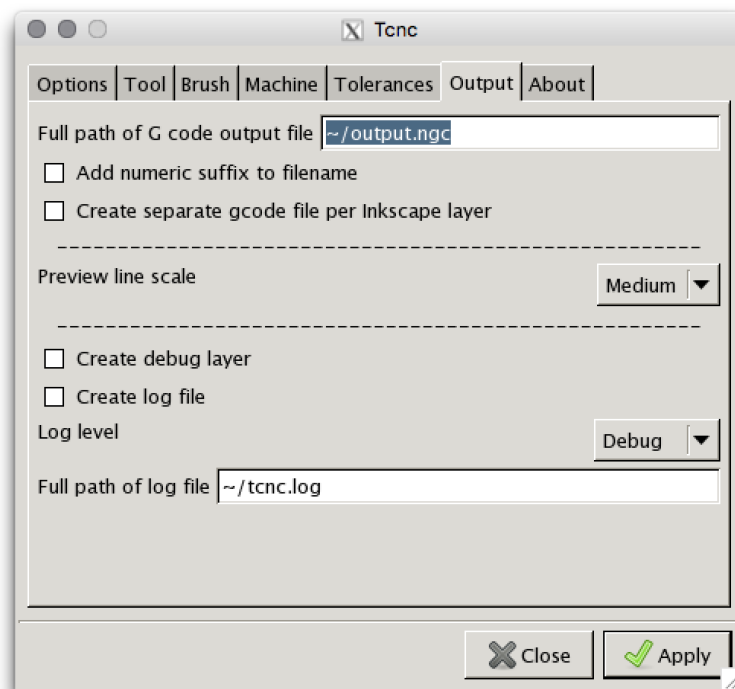 Tcnc
Options Tool Brush Machine Tolerances Output About
Full path of G code output file ~/output.ngc
Add numeric suffix to filename
Create separate gcode file per Inkscape layer
Preview line scale Medium
Create debug layer
Create log file
Log level Debug
Full path of log file ~/tcnc.log
Close Apply